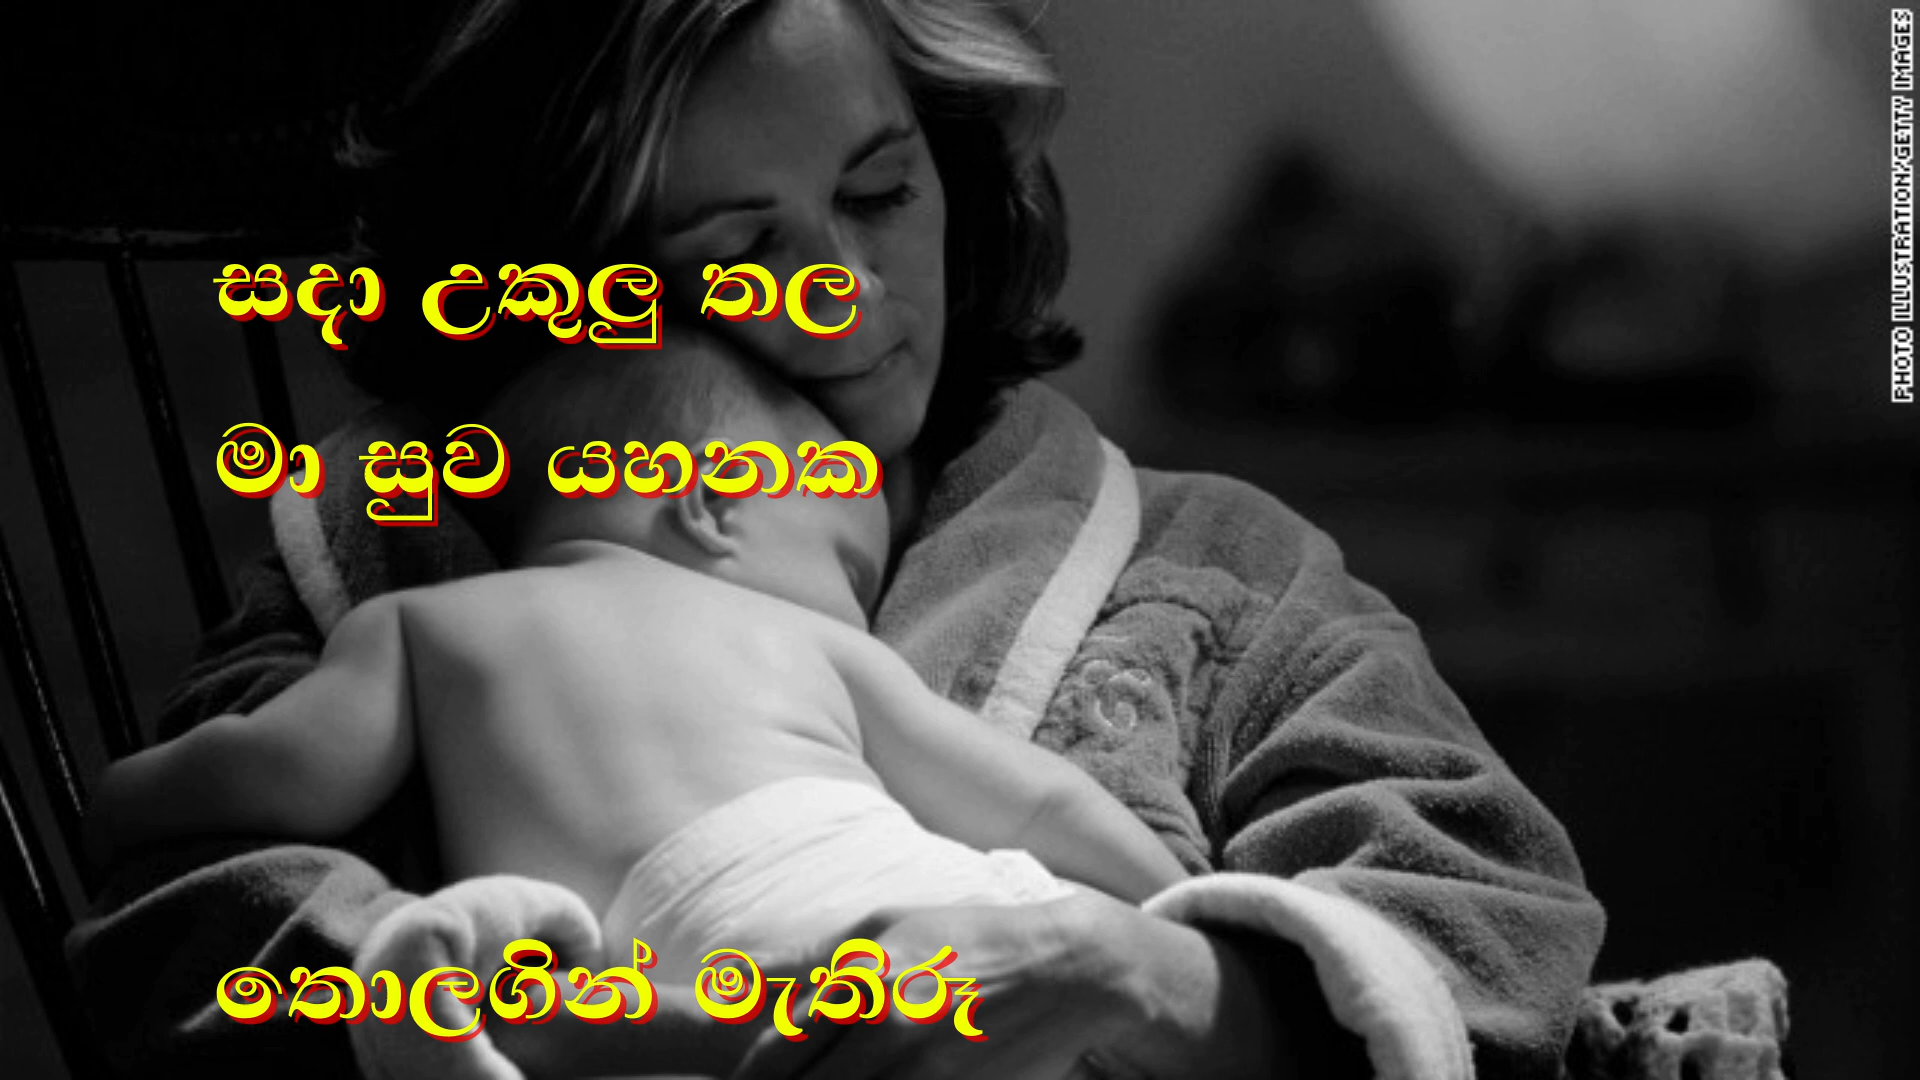 සදා උකුලු තල
මා සුව යහනක
තොලගින් මැතිරූ
PHOTO ILLUSTRATION/GETTY IMAGES